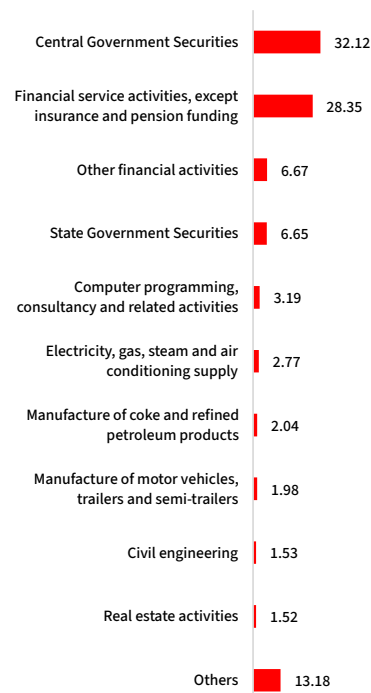 Central Government Securities 32.12
Financial service activities, except
insurance and pension funding 28.35
Other financial activities 6.67
State Government Securities 6.65
Computer programming,
consultancy and related activities 3.19
Electricity, gas, steam and air
conditioning supply 2.77
Manufacture of coke and refined
petroleum products 2.04
Manufacture of motor vehicles,
trailers and semi-trailers 1.98
Civil engineering 1.53
Real estate activities 1.52
Others 13.18